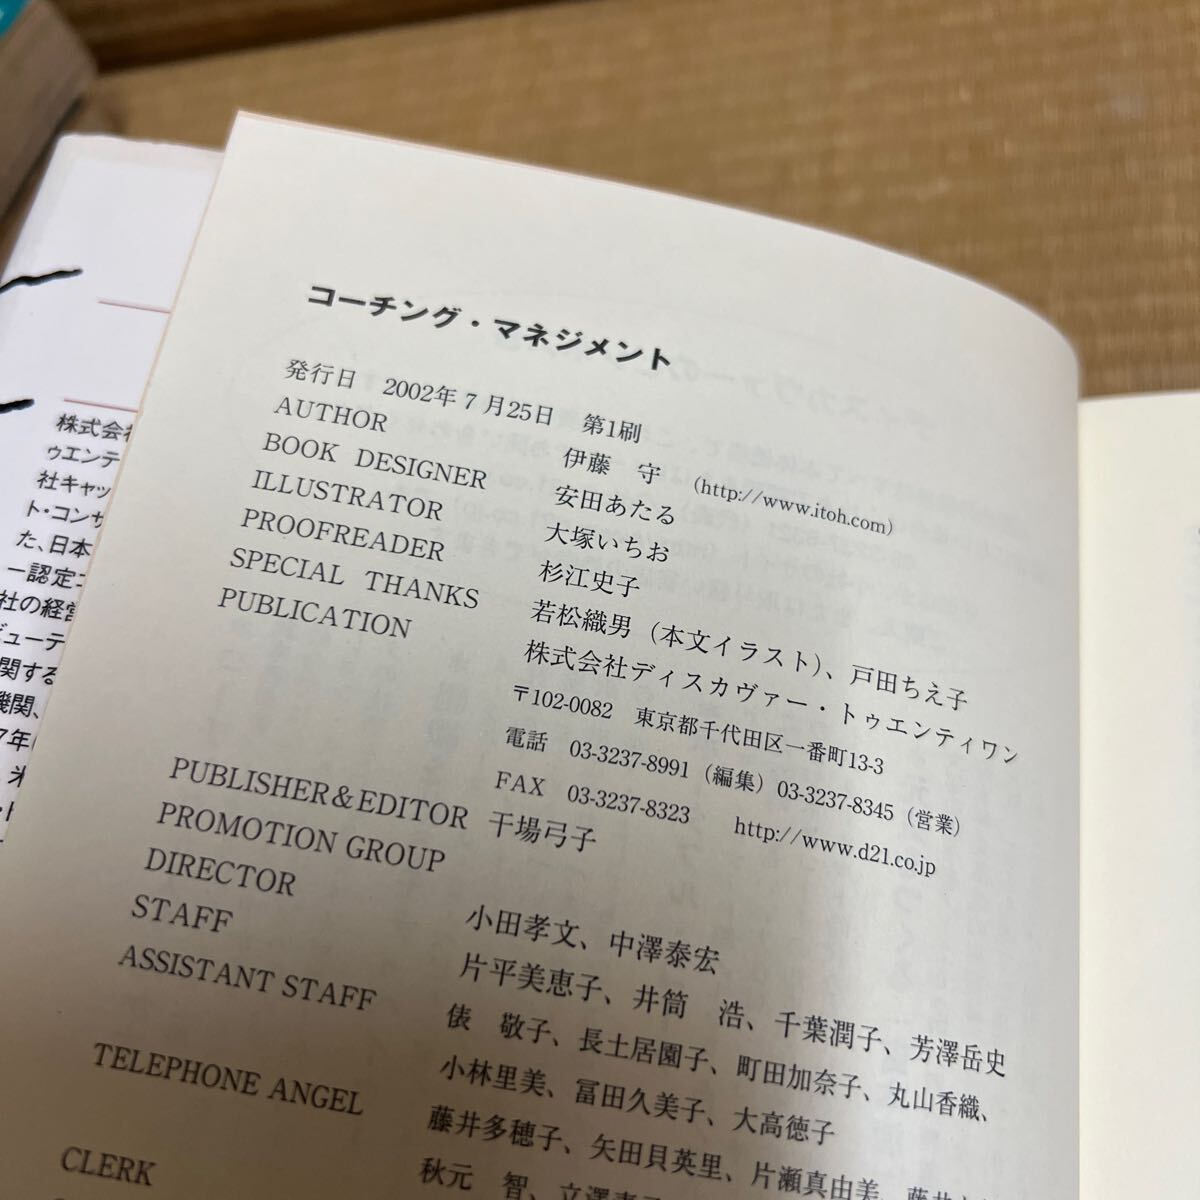 コーチング・マネジメント
発行日　2002年7月25日　第1刷
AUTHOR　伊藤　守　(http://www.itoh.com)
BOOK DESIGNER　安田あたる
ILLUSTRATOR　大塚いちお
PROOFREADER　杉江史子
SPECIAL THANKS　若松織男（本文イラスト）、戸田ちえ子
PUBLICATION　株式会社ディスカヴァー・トゥエンティワン
〒102-0082　東京都千代田区一番町13-3
電話　03-3237-8991（編集）03-3237-8345（営業）
FAX　03-3237-8323　http://www.d21.co.jp
PUBLISHER＆EDITOR　干場弓子
PROMOTION GROUP
DIRECTOR　小田孝文、中澤泰宏
STAFF　片平美恵子、井筒　浩、千葉潤子、芳澤岳史
ASSISTANT STAFF　俵　敬子、長土居園子、町田加奈子、丸山香織、
小林里美、冨田久美子、大高徳子
TELEPHONE ANGEL　藤井多穂子、矢田貝英里、片瀬真由美、藤井
CLERK　秋元　智、立澤
株式会社
ゥエンテ
社キャッ
ト・コンサ
た、日本
ー認定コ
社の経営
ビューテ
関する
機関、
7年
、米